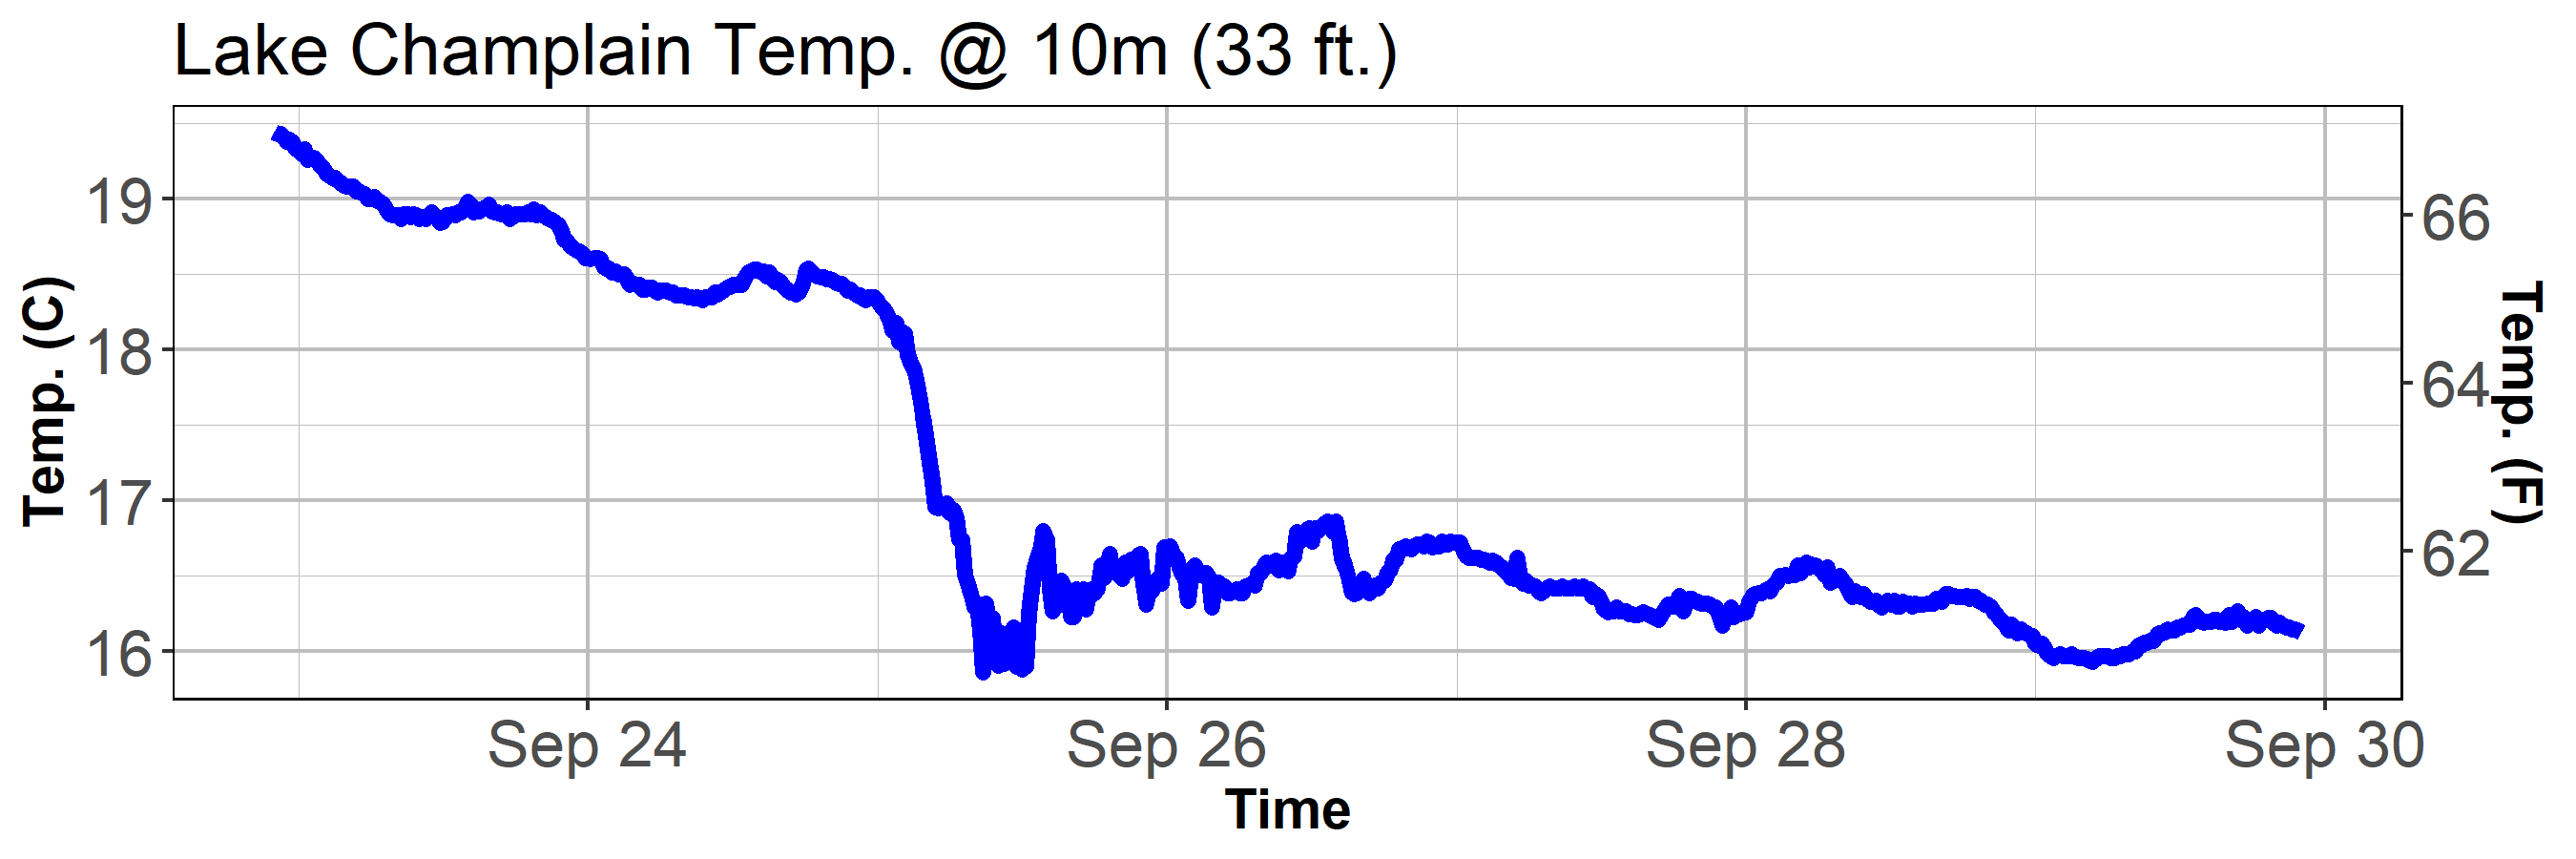 Lake Champlain Temp. @ 10m (33 ft.)
Temp. (C)
19
18
17
16
66
64
62
Temp. (F)
Sep 24 Sep 26 Sep 28 Sep 30
Time